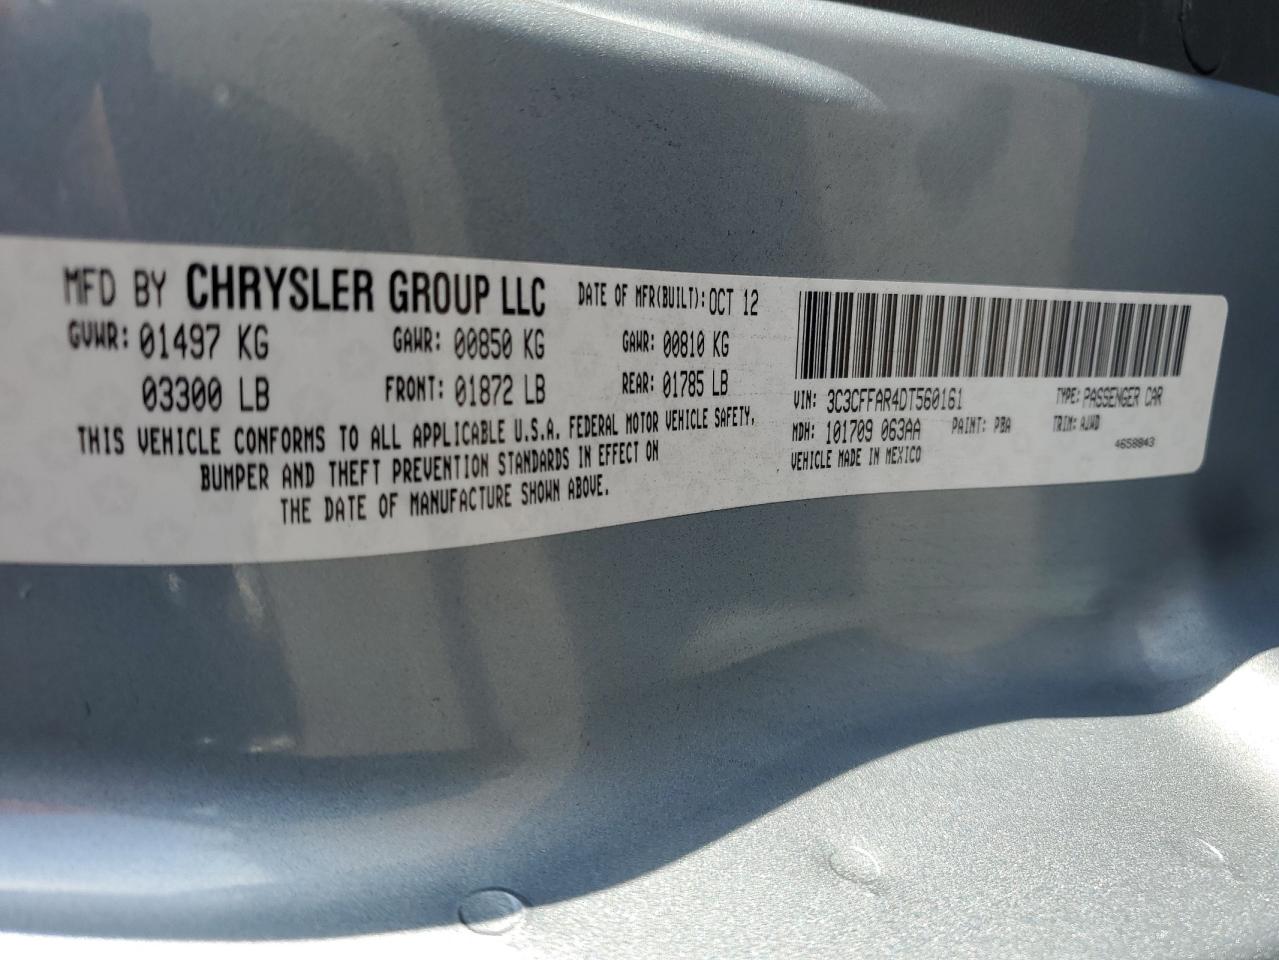 MFD BY CHRYSLER GROUP LLC DATE OF MFR(BUILT): OCT 12
GVWR: 01497 KG GAWR: 00850 KG GAWR: 00810 KG
03300 LB FRONT: 01872 LB REAR: 01785 LB
THIS VEHICLE CONFORMS TO ALL APPLICABLE U.S.A. FEDERAL MOTOR VEHICLE SAFETY,
BUMPER AND THEFT PREVENTION STANDARDS IN EFFECT ON
THE DATE OF MANUFACTURE SHOWN ABOVE.
VIN: 3C3CFFAR4DT560161 TYPE: PASSENGER CAR
MDH: 101709 063AA PAINT: PBA TRIM: AJWD
VEHICLE MADE IN MEXICO 4658843